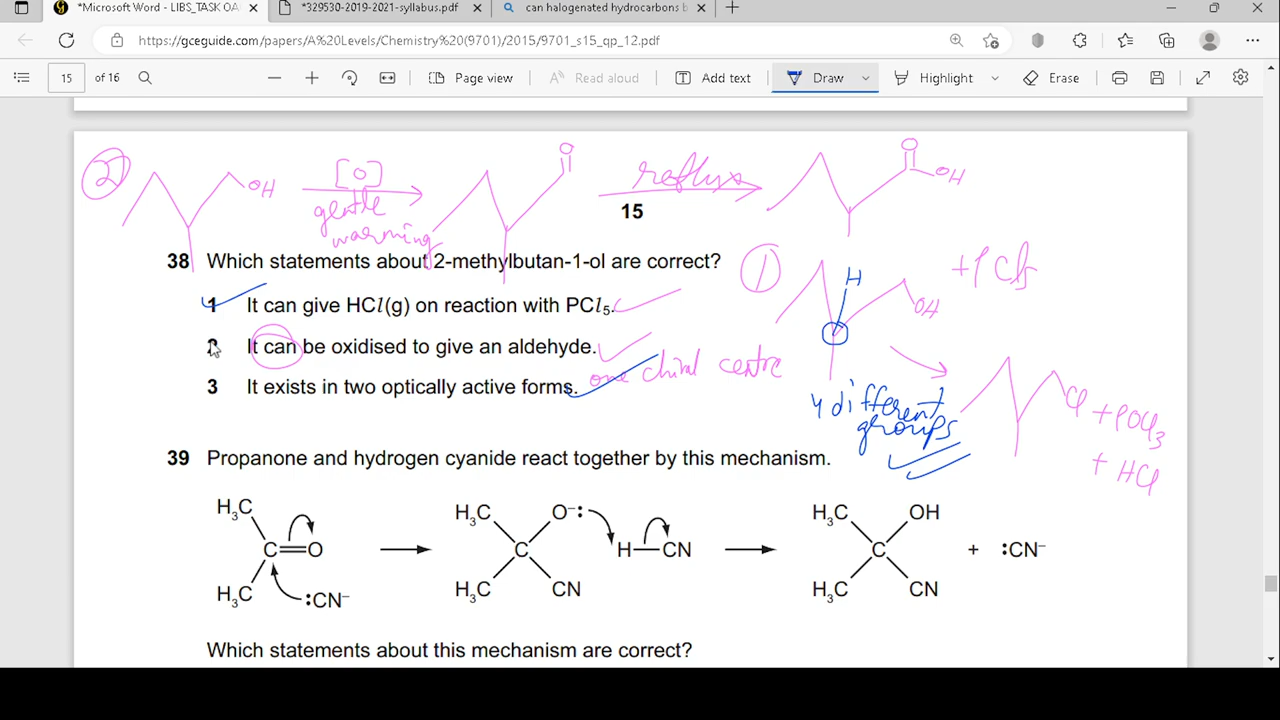 *Microsoft Word - LIBS_TASK OA
*329530-2019-2021-syllabus.pdf
can halogenated hydrocarbons b
https://gceguide.com/papers/A%20Levels/Chemistry%20(9701)/2015/9701_s15_qp_12.pdf
15 of 16
Page view
Read aloud
Add text
Draw
Highlight
Erase
2
OH
[O]
gentle
warming
O
reflux
O
OH
15
38 Which statements about 2-methylbutan-1-ol are correct?
1 It can give HCl(g) on reaction with PCl₅.
2 It can be oxidised to give an aldehyde.
3 It exists in two optically active forms.
one chiral centre
1
H
OH
+PCl₅
4 different
groups
Cl + POCl₃
+ HCl
39 Propanone and hydrogen cyanide react together by this mechanism.
H₃C
C=O
H₃C
:CN⁻
H₃C
O⁻:
C
H—CN
H₃C
CN
H₃C
OH
C
+ :CN⁻
H₃C
CN
Which statements about this mechanism are correct?